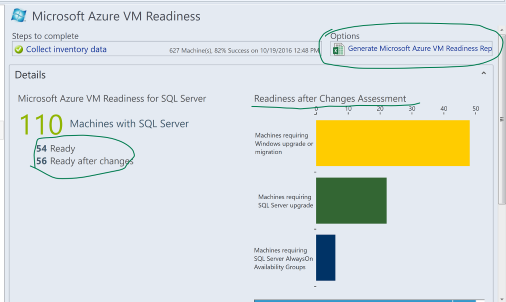 Microsoft Azure VM Readiness
Steps to complete
Options
Collect inventory data
627 Machine(s), 82% Success on 10/19/2016 12:48 PM
Generate Microsoft Azure VM Readiness Rep
Details
Microsoft Azure VM Readiness for SQL Server
110 Machines with SQL Server
54 Ready
56 Ready after changes
Readiness after Changes Assessment
0 10 20 30 40 50
Machines requiring
Windows upgrade or
migration
Machines requiring
SQL Server upgrade
Machines requiring
SQL Server AlwaysOn
Availability Groups